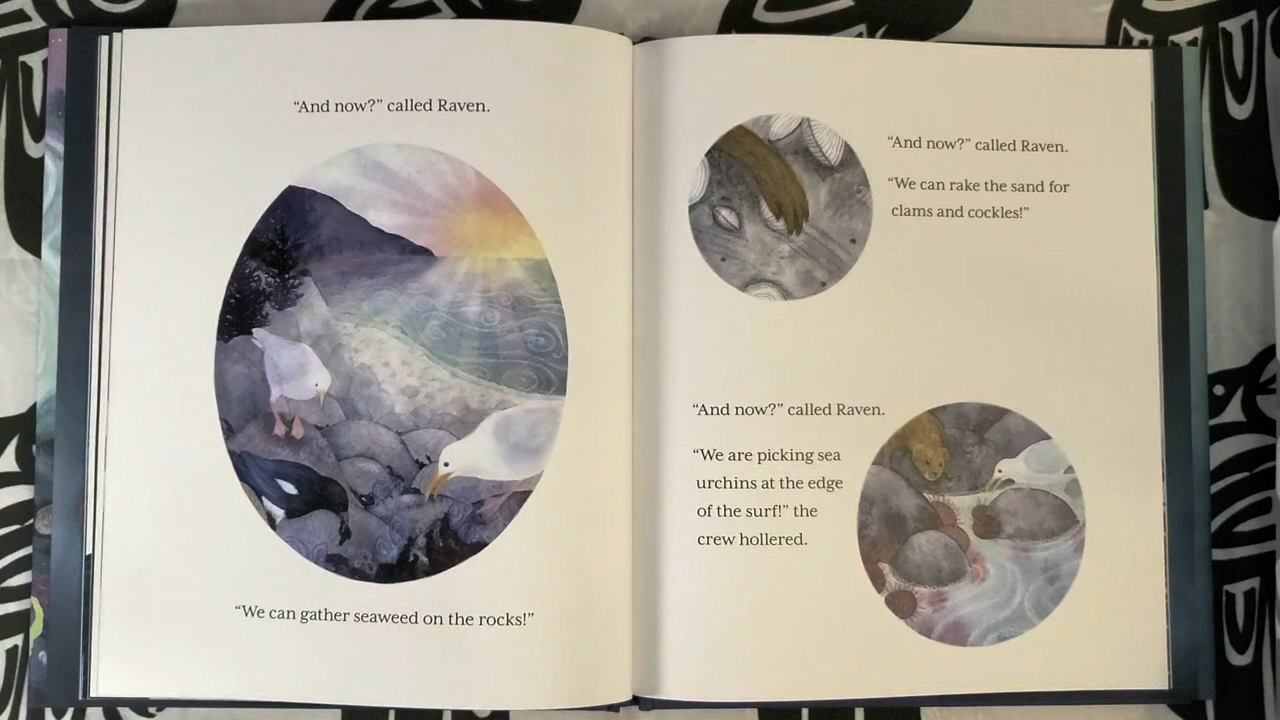 “And now?” called Raven.
“We can gather seaweed on the rocks!”
“And now?” called Raven.
“We can rake the sand for
clams and cockles!”
“And now?” called Raven.
“We are picking sea
urchins at the edge
of the surf!” the
crew hollered.